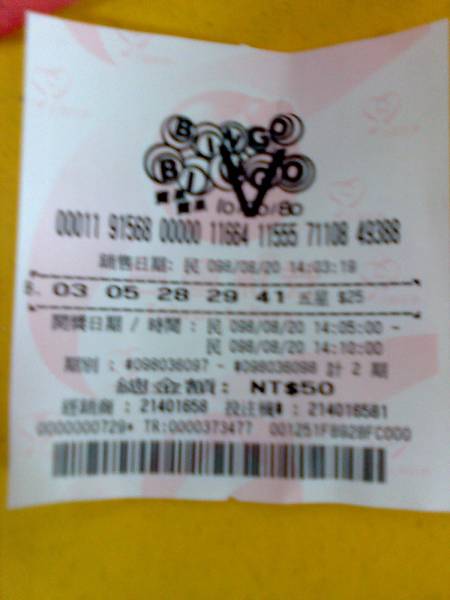 BINGO
BINGO
00011 91568 00000 11664 11555 71108 49388
銷售日期: 民 098/08/20 14:03:19
03 05 28 29 41 五星 $25
開獎日期 / 時間 : 民 098/08/20 14:05:00 ~
民 098/08/20 14:10:00
期別 : #098036097 ~ #098036098 計 2 期
總金額: NT$50
經銷商 : 21401658 投注機# : 214016581
0000000729* TR:0000373477 001251FB928FC000